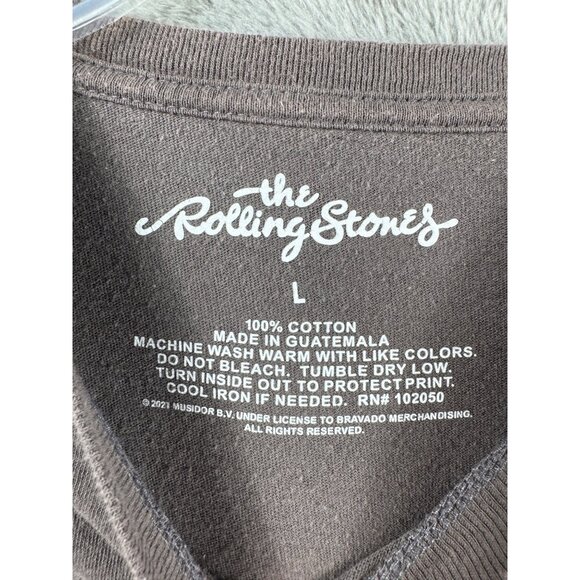 the
Rolling Stones
L
100% COTTON
MADE IN GUATEMALA
MACHINE WASH WARM WITH LIKE COLORS.
DO NOT BLEACH. TUMBLE DRY LOW.
TURN INSIDE OUT TO PROTECT PRINT.
COOL IRON IF NEEDED. RN# 102050
© 2021 MUSIDOR B.V. UNDER LICENSE TO BRAVADO MERCHANDISING.
ALL RIGHTS RESERVED.